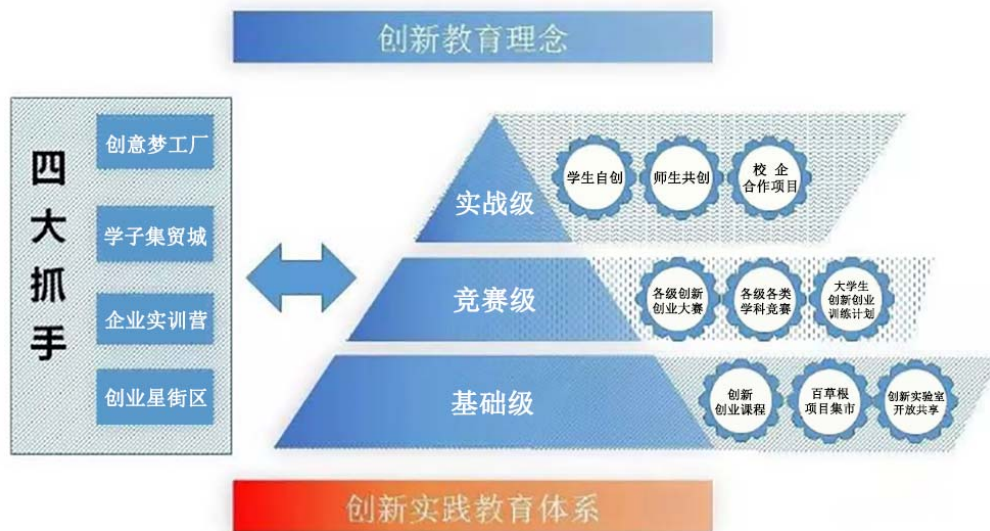 创新教育理念
四大抓手
创意梦工厂
学子集贸城
企业实训营
创业星街区
实战级
学生自创
师生共创
校 企
合作项目
竞赛级
各级创新
创业大赛
各级各类
学科竞赛
大学生
创新创业
训练计划
基础级
创新
创业课程
百草根
项目集市
创新实验室
开放共享
创新实践教育体系